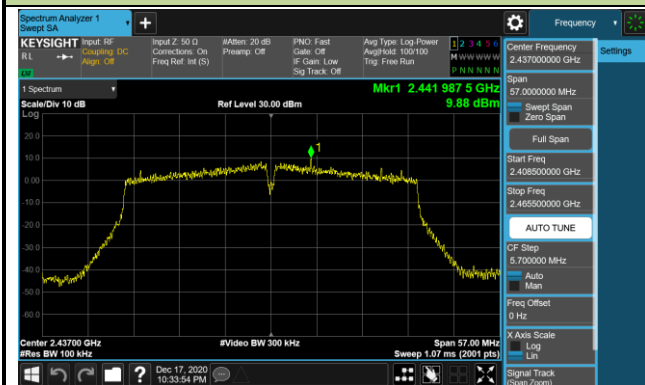 Spectrum Analyzer 1
Swept SA
+
Frequency
KEYSIGHT
RL
LXI
Input: RF
Coupling: DC
Align: Off
Input Z: 50 Ω
Corrections: On
Freq Ref: Int (S)
#Atten: 20 dB
Preamp: Off
PNO: Fast
Gate: Off
IF Gain: Low
Sig Track: Off
Avg Type: Log-Power
Avg|Hold: 100/100
Trig: Free Run
1 2 3 4 5 6
M W W W W W
P N N N N N
1 Spectrum
Mkr1 2.441 987 5 GHz
Scale/Div 10 dB
Ref Level 30.00 dBm
9.88 dBm
Log
20.0
10.0
0.00
-10.0
-20.0
-30.0
-40.0
-50.0
-60.0
1
Center 2.43700 GHz
#Video BW 300 kHz
Span 57.00 MHz
#Res BW 100 kHz
Sweep 1.07 ms (2001 pts)
Dec 17, 2020
10:33:54 PM
?
Center Frequency
2.437000000 GHz
Settings
Span
57.0000000 MHz
Swept Span
Zero Span
Full Span
Start Freq
2.408500000 GHz
Stop Freq
2.465500000 GHz
AUTO TUNE
CF Step
5.700000 MHz
Auto
Man
Freq Offset
0 Hz
X Axis Scale
Log
Lin
Signal Track
(Span Zoom)